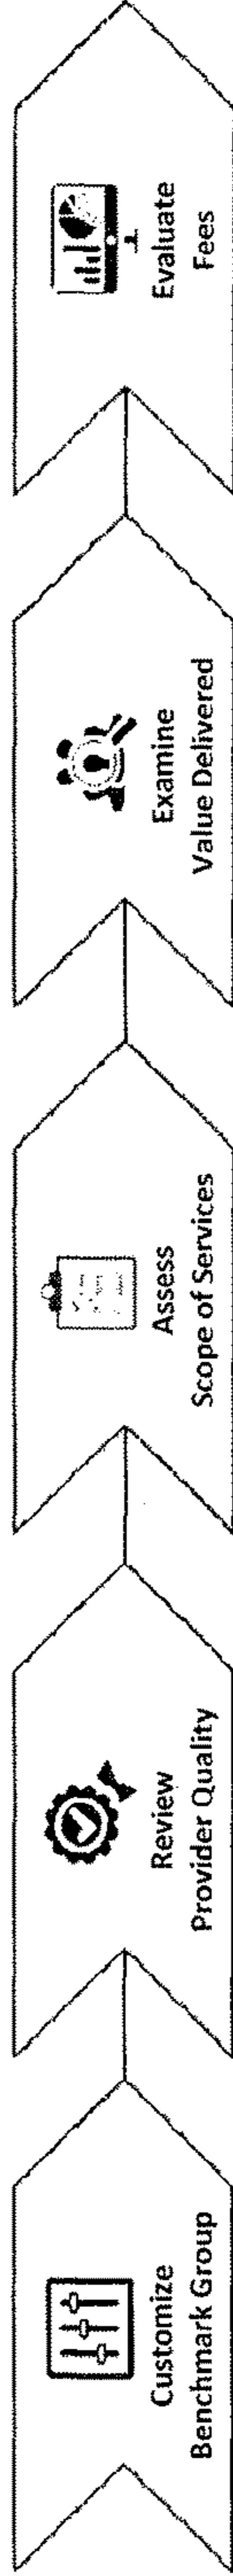 Customize
Benchmark Group
Review
Provider Quality
Assess
Scope of Services
Examine
Value Delivered
Evaluate
Fees